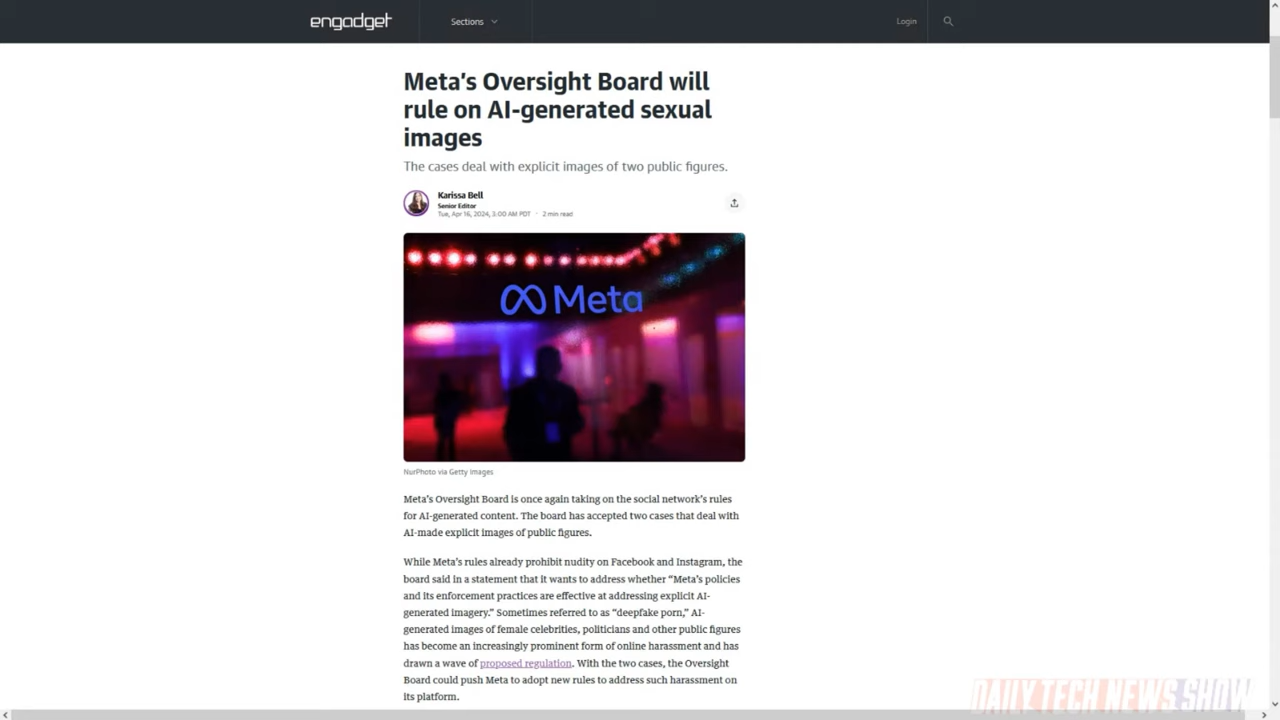 engadget
Sections
Login
Meta's Oversight Board will
rule on AI-generated sexual
images
The cases deal with explicit images of two public figures.
Karissa Bell
Senior Editor
Tue, Apr 16, 2024, 3:00 AM PDT · 2 min read
Meta
NurPhoto via Getty Images
Meta's Oversight Board is once again taking on the social network's rules
for AI-generated content. The board has accepted two cases that deal with
AI-made explicit images of public figures.
While Meta's rules already prohibit nudity on Facebook and Instagram, the
board said in a statement that it wants to address whether “Meta's policies
and its enforcement practices are effective at addressing explicit AI-
generated imagery.” Sometimes referred to as “deepfake porn,” AI-
generated images of female celebrities, politicians and other public figures
has become an increasingly prominent form of online harassment and has
drawn a wave of proposed regulation. With the two cases, the Oversight
Board could push Meta to adopt new rules to address such harassment on
its platform.
DAILY TECH NEWS SHOW